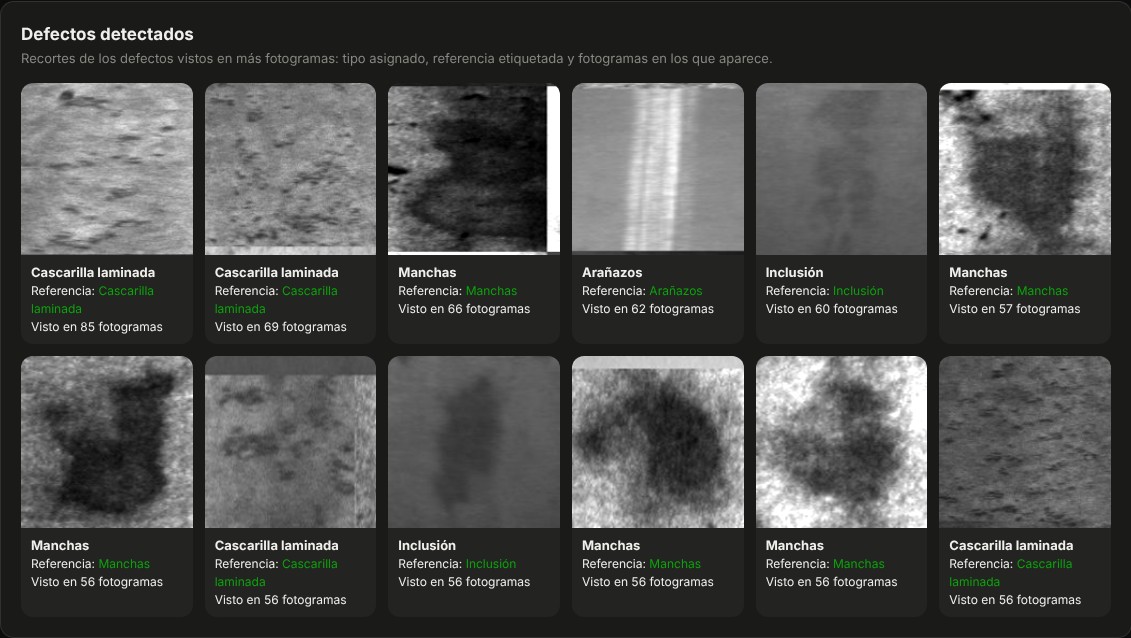 Defectos detectados
Recortes de los defectos vistos en más fotogramas: tipo asignado, referencia etiquetada y fotogramas en los que aparece.
Cascarilla laminada
Referencia: Cascarilla
laminada
Visto en 85 fotogramas
Cascarilla laminada
Referencia: Cascarilla
laminada
Visto en 69 fotogramas
Manchas
Referencia: Manchas
Visto en 66 fotogramas
Arañazos
Referencia: Arañazos
Visto en 62 fotogramas
Inclusión
Referencia: Inclusión
Visto en 60 fotogramas
Manchas
Referencia: Manchas
Visto en 57 fotogramas
Manchas
Referencia: Manchas
Visto en 56 fotogramas
Cascarilla laminada
Referencia: Cascarilla
laminada
Visto en 56 fotogramas
Inclusión
Referencia: Inclusión
Visto en 56 fotogramas
Manchas
Referencia: Manchas
Visto en 56 fotogramas
Manchas
Referencia: Manchas
Visto en 56 fotogramas
Cascarilla laminada
Referencia: Cascarilla
laminada
Visto en 56 fotogramas